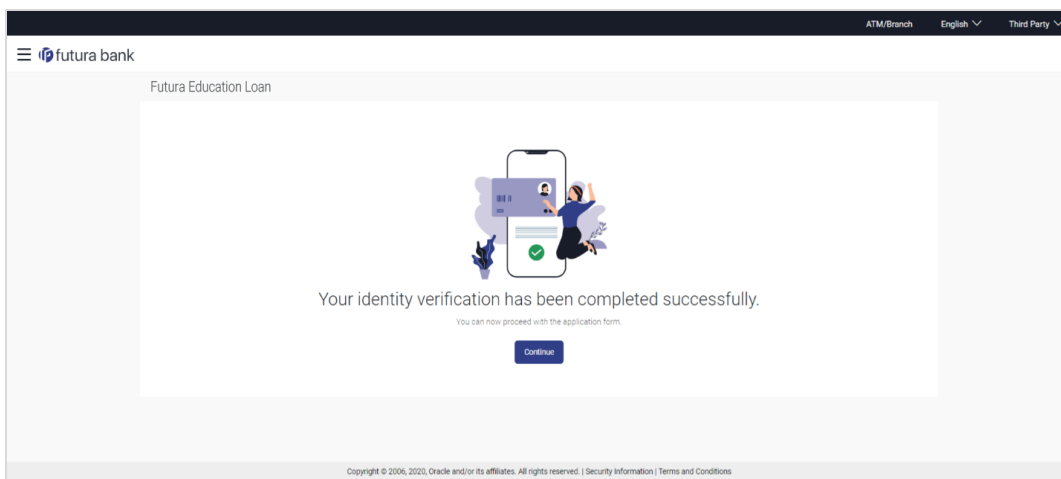 ATM/Branch English Third Party
futura bank
Futura Education Loan
Your identity verification has been completed successfully.
You can now proceed with the application form.
Continue
Copyright © 2006, 2020, Oracle and/or its affiliates. All rights reserved. | Security Information | Terms and Conditions